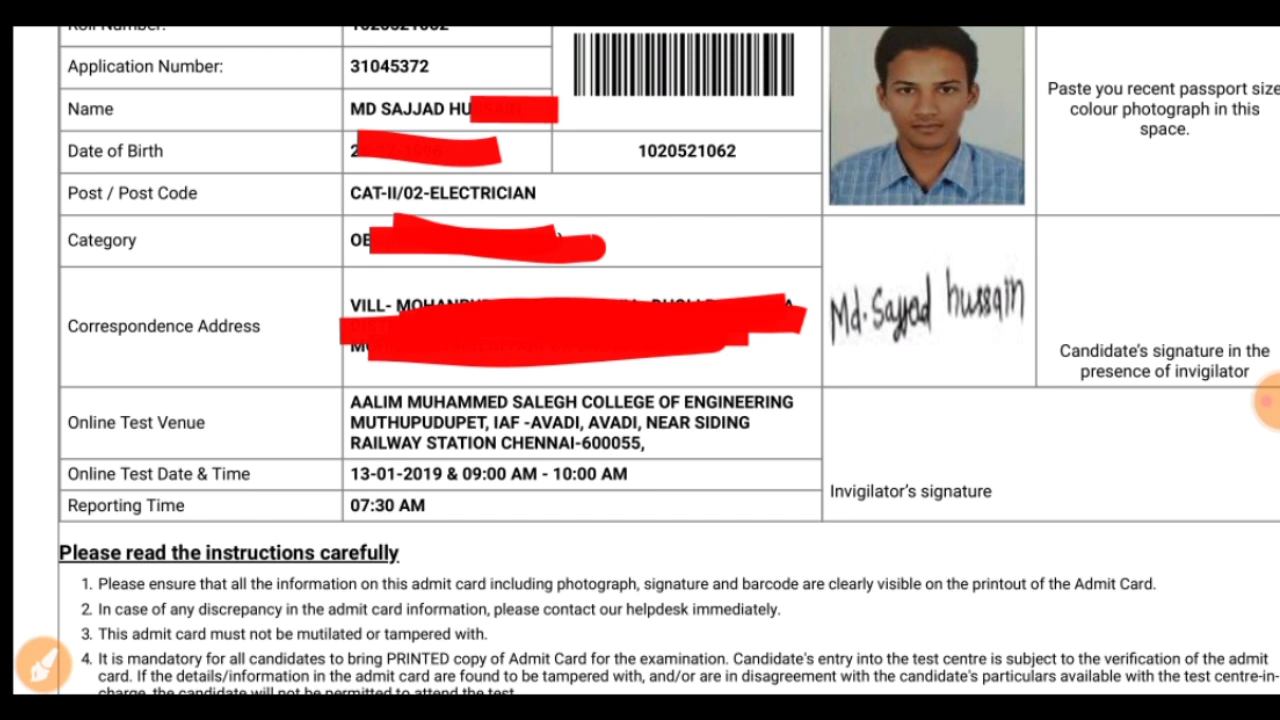 Application Number: 31045372
Name MD SAJJAD HU
Date of Birth 2
1020521062
Post / Post Code CAT-II/02-ELECTRICIAN
Category
Correspondence Address VILL-
Online Test Venue
AALIM MUHAMMED SALEGH COLLEGE OF ENGINEERING
MUTHUPUDUPET, IAF -AVADI, AVADI, NEAR SIDING
RAILWAY STATION CHENNAI-600055,
Online Test Date & Time 13-01-2019 & 09:00 AM - 10:00 AM
Reporting Time 07:30 AM
Paste you recent passport size
colour photograph in this
space.
Md. Sajjad hussain
Candidate's signature in the
presence of invigilator
Invigilator's signature
Please read the instructions carefully
1. Please ensure that all the information on this admit card including photograph, signature and barcode are clearly visible on the printout of the Admit Card.
2. In case of any discrepancy in the admit card information, please contact our helpdesk immediately.
3. This admit card must not be mutilated or tampered with.
4. It is mandatory for all candidates to bring PRINTED copy of Admit Card for the examination. Candidate's entry into the test centre is subject to the verification of the admit
card. If the details/information in the admit card are found to be tampered with, and/or are in disagreement with the candidate's particulars available with the test centre-in-
charge, the candidate will not be permitted to attend the test